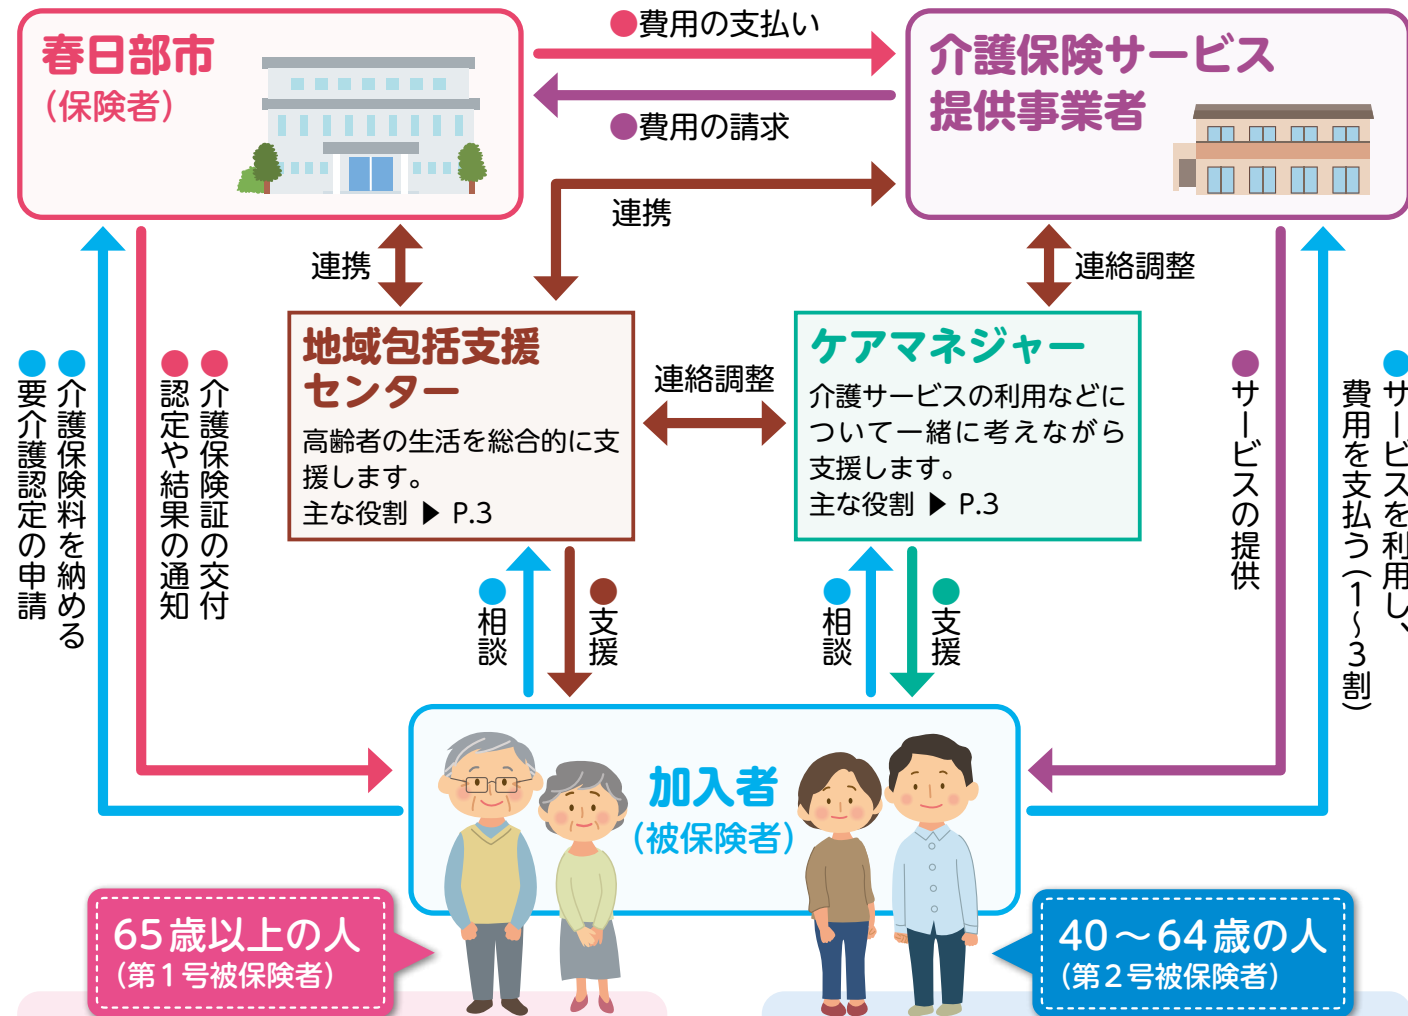 春日部市
（保険者）
●費用の支払い
●費用の請求
介護保険サービス
提供事業者
連携
連携
連絡調整
地域包括支援
センター
高齢者の生活を総合的に支
援します。
主な役割 ▶ P.3
連絡調整
ケアマネジャー
介護サービスの利用などに
ついて一緒に考えながら
支援します。
主な役割 ▶ P.3
●介護保険料を納める
●要介護認定の申請
●介護保険証の交付
●認定や結果の通知
●サービスの提供
●サービスを利用し、
費用を支払う（1～3割）
●相談
●支援
●相談
●支援
加入者
（被保険者）
65歳以上の人
（第1号被保険者）
40～64歳の人
（第2号被保険者）